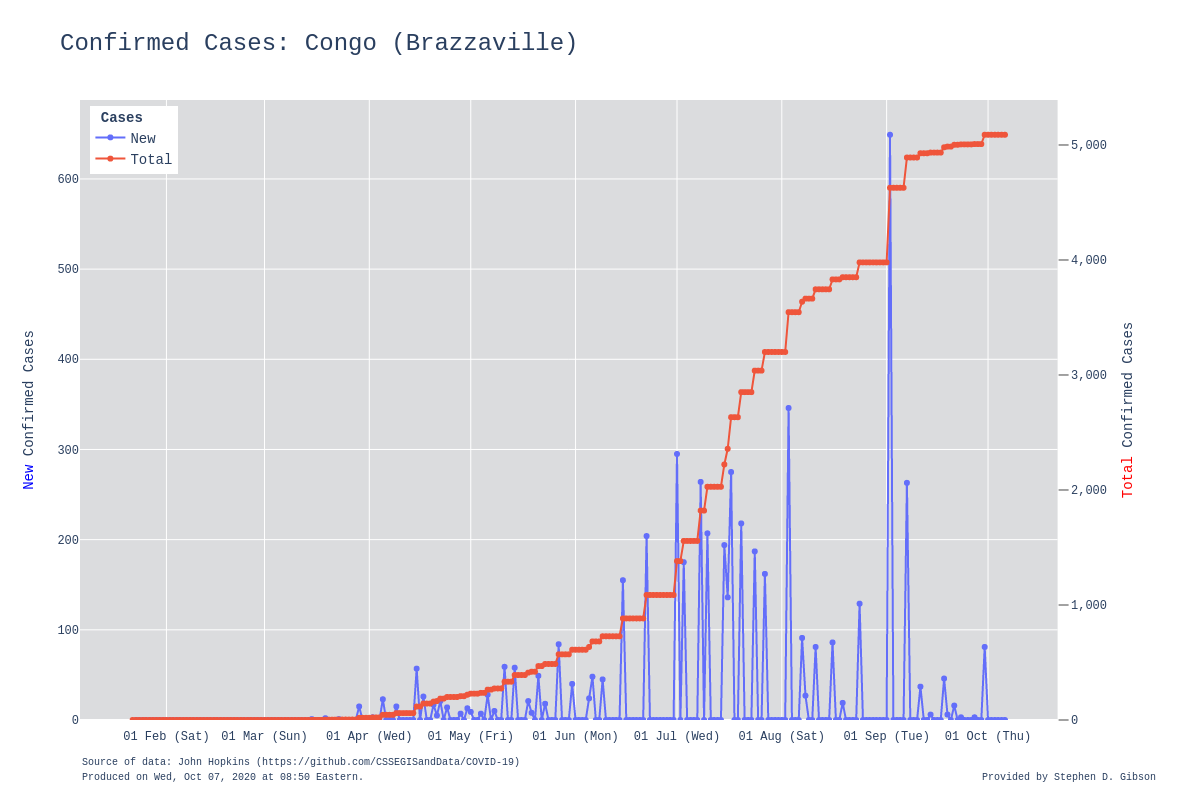 Confirmed Cases: Congo (Brazzaville)
Cases
New
Total
600
500
400
300
200
100
0
5,000
4,000
3,000
2,000
1,000
0
New Confirmed Cases
Total Confirmed Cases
01 Feb (Sat) 01 Mar (Sun) 01 Apr (Wed) 01 May (Fri) 01 Jun (Mon) 01 Jul (Wed) 01 Aug (Sat) 01 Sep (Tue) 01 Oct (Thu)
Source of data: John Hopkins (https://github.com/CSSEGISandData/COVID-19)
Produced on Wed, Oct 07, 2020 at 08:50 Eastern.
Provided by Stephen D. Gibson